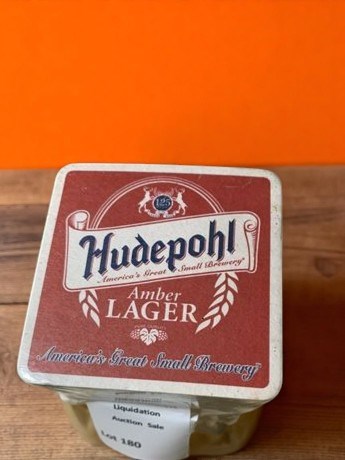 125
Hudepohl
America's Great Small Brewery
Amber
LAGER
America's Great Small Brewery
Liquidation
Auction Sale
Lot 180